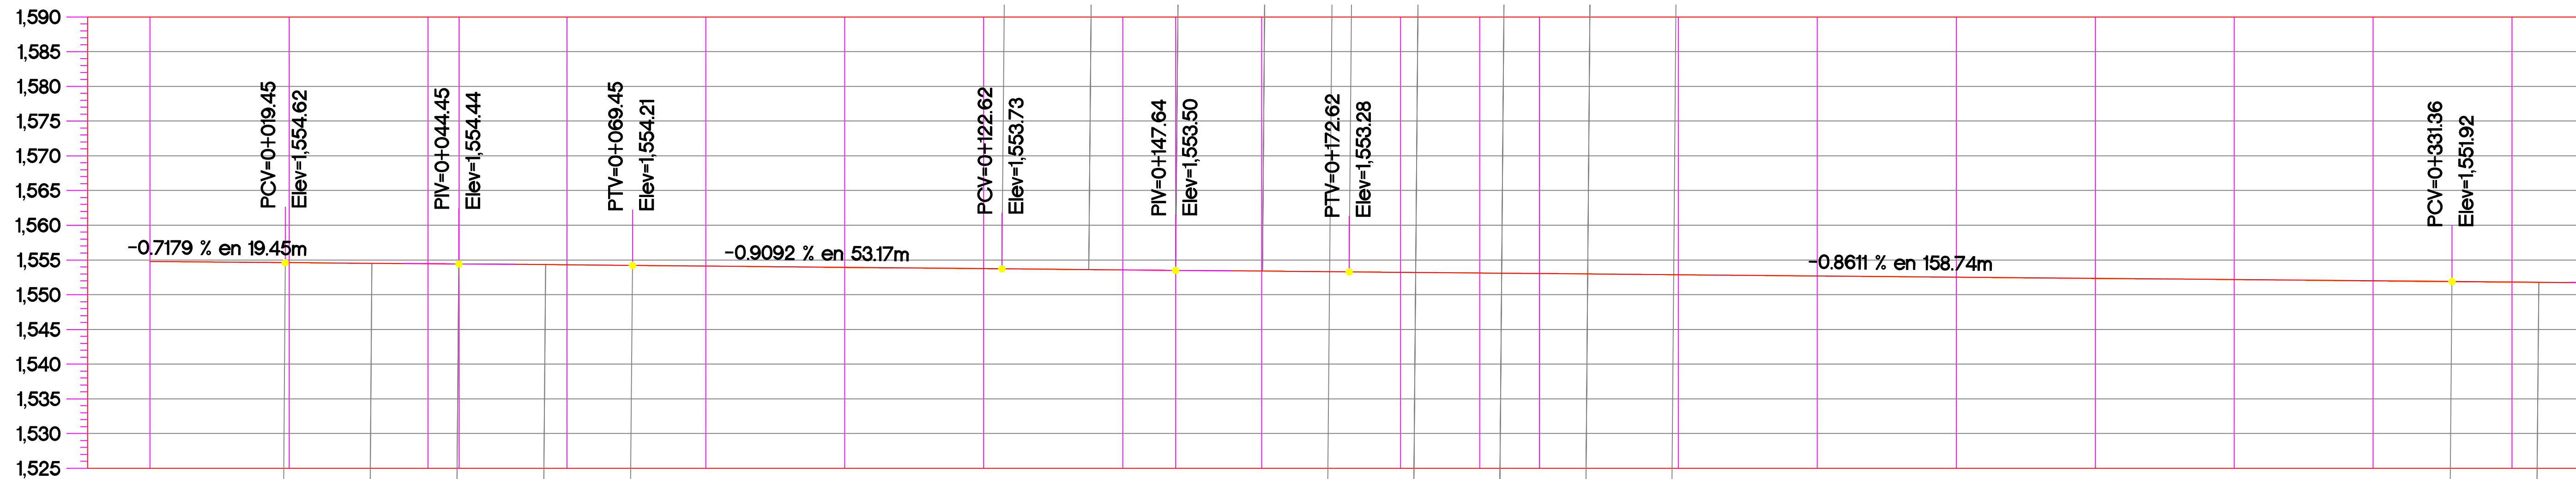 1,590
1,585
1,580
1,575
1,570
1,565
1,560
1,555
1,550
1,545
1,540
1,535
1,530
1,525
-0.7179 % en 19.45m
PCV=0+019.45
Elev=1,554.62
PIV=0+044.45
Elev=1,554.44
PTV=0+069.45
Elev=1,554.21
-0.9092 % en 53.17m
PCV=0+122.62
Elev=1,553.73
PIV=0+147.64
Elev=1,553.50
PTV=0+172.62
Elev=1,553.28
-0.8611 % en 158.74m
PCV=0+331.36
Elev=1,551.92